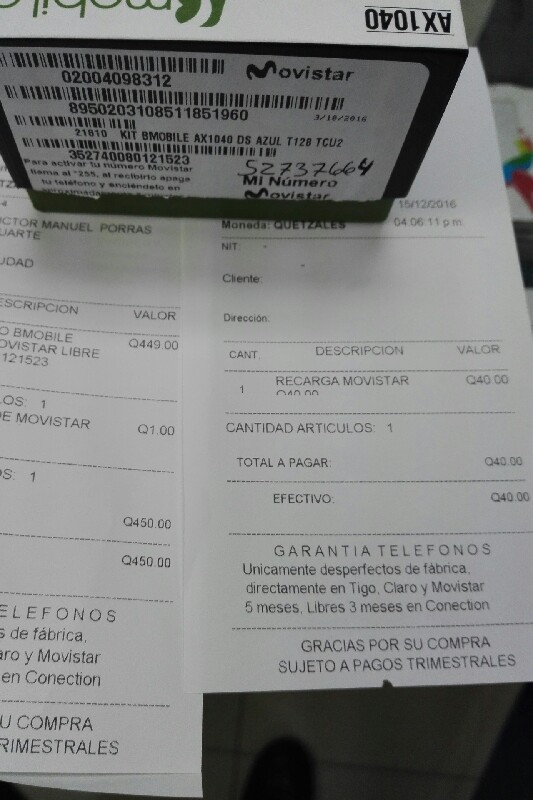 bmobile
AX1040
02004098312
Movistar
8950203108511851960
3/10/2016
21810 KIT BMOBILE AX1040 DS AZUL T128 TCU2
352740080121523
52737664
Para activar tu número Movistar
llama al *255, al recibirlo apaga
tu teléfono y enciéndelo en
Mi Número
Movistar
CTOR MANUEL PORRAS
UARTE
UDAD
ESCRIPCION VALOR
O BMOBILE Q449.00
OVISTAR LIBRE
121523
LOS: 1
E MOVISTAR Q1.00
S: 1
Q450.00
Q450.00
ELEFONOS
s de fábrica,
aro y Movistar
en Conection
U COMPRA
RIMESTRALES
15/12/2016
Moneda: QUETZALES 04:06:11 p.m.
NIT: -
Cliente: -
Dirección:
CANT. DESCRIPCION VALOR
1 RECARGA MOVISTAR Q40.00
Q40.00
CANTIDAD ARTICULOS: 1
TOTAL A PAGAR: Q40.00
EFECTIVO: Q40.00
GARANTIA TELEFONOS
Unicamente desperfectos de fábrica,
directamente en Tigo, Claro y Movistar
5 meses, Libres 3 meses en Conection
GRACIAS POR SU COMPRA
SUJETO A PAGOS TRIMESTRALES